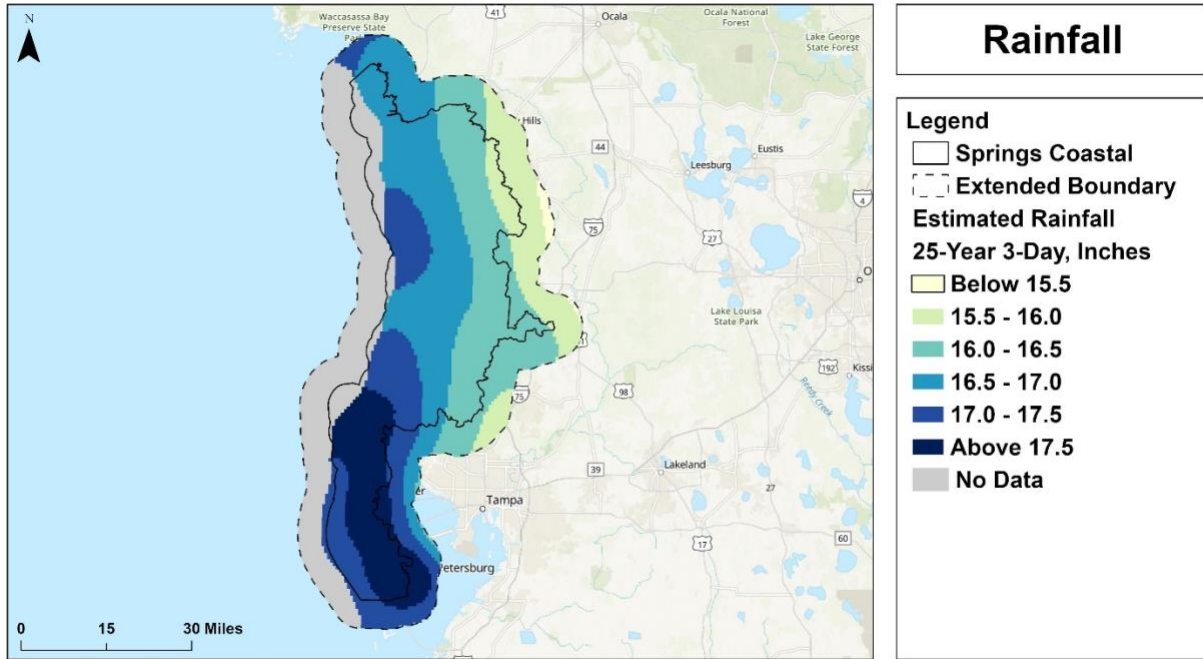 N
Waccasassa Bay
Preserve State
41
Ocala
Ocala National
Forest
Lake George
State Forest
Hills
44
Leesburg
Eustis
75
27
4
Lake Louisa
State Park
192
Kissi
Reedy Creek
75
98
39
Lakeland
27
Tampa
17
60
Petersburg
0 15 30 Miles
Rainfall
Legend
Springs Coastal
Extended Boundary
Estimated Rainfall
25-Year 3-Day, Inches
Below 15.5
15.5 - 16.0
16.0 - 16.5
16.5 - 17.0
17.0 - 17.5
Above 17.5
No Data